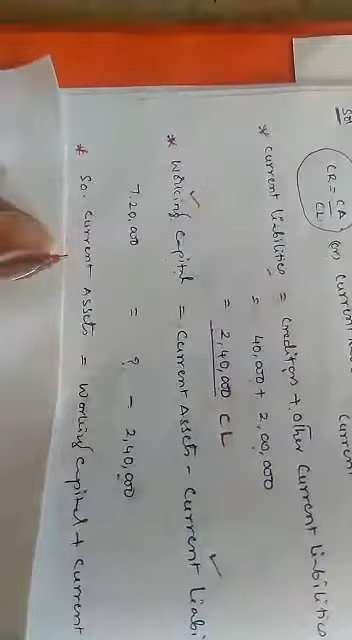 Sol
CR = CA/CL (or) Current
Current
* Current liabilities = Creditors + Other Current liabilities
= 40,000 + 2,00,000
= 2,40,000 CL
* Working Capital = Current Assets - Current Liabi
7,20,000 = ? = 2,40,000
* So. Current Assets = Working Capital + Current